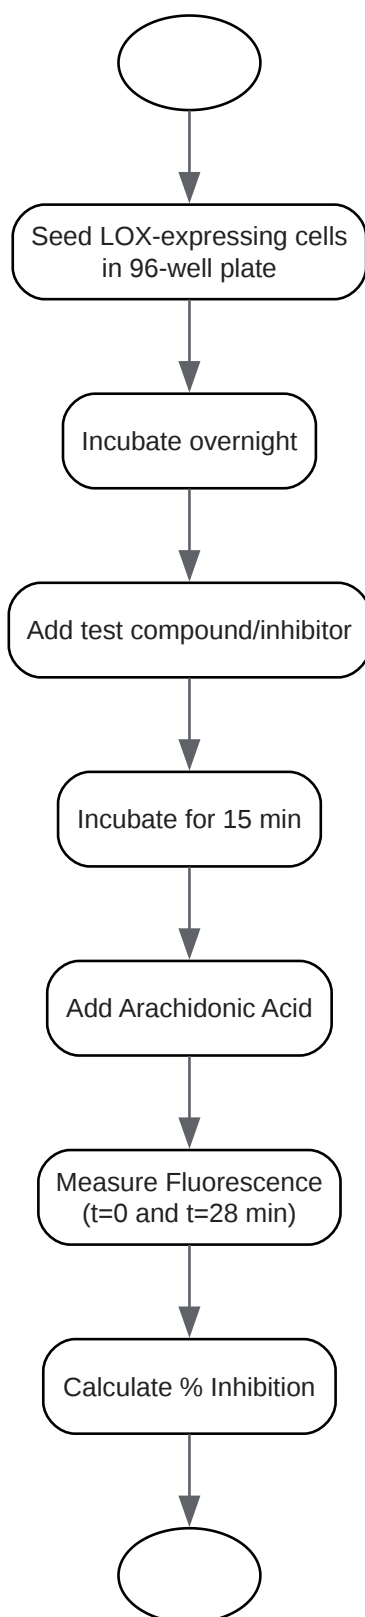 Seed LOX-expressing cells
in 96-well plate
Incubate overnight
Add test compound/inhibitor
Incubate for 15 min
Add Arachidonic Acid
Measure Fluorescence
(t=0 and t=28 min)
Calculate % Inhibition